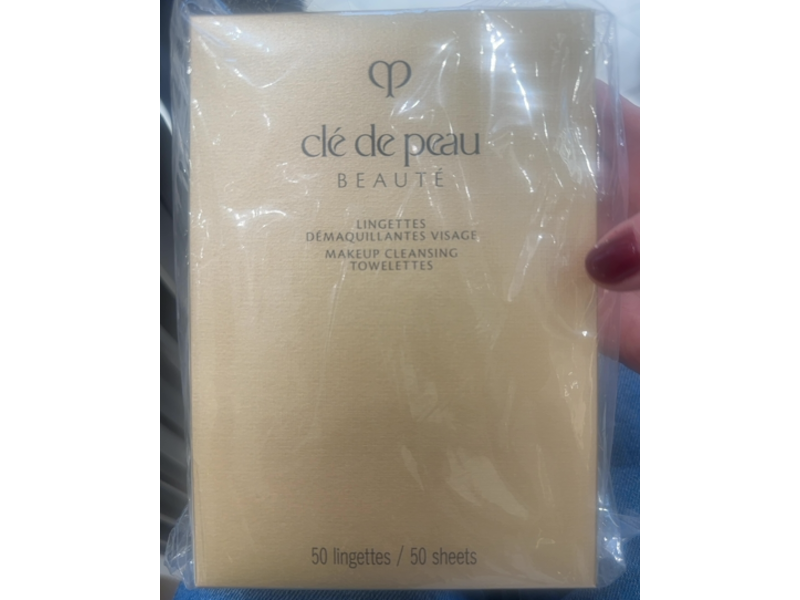 clé de peau
BEAUTÉ
LINGETTES
DÉMAQUILLANTES VISAGE
MAKEUP CLEANSING
TOWELETTES
50 lingettes / 50 sheets